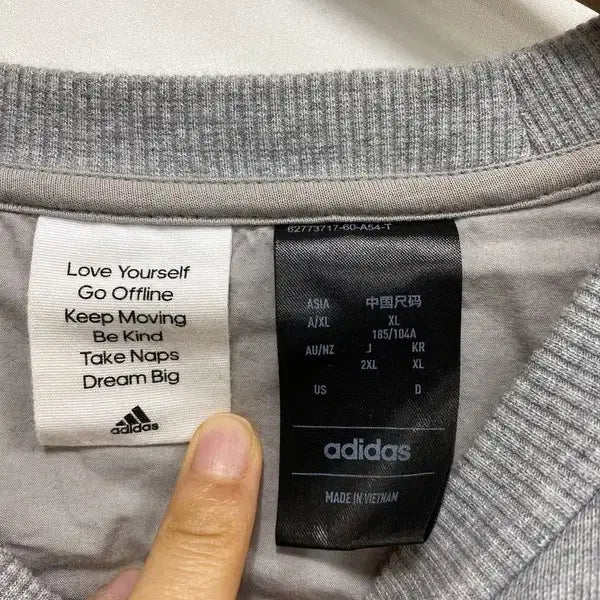 Love Yourself
Go Offline
Keep Moving
Be Kind
Take Naps
Dream Big
adidas
62773717-60-A54-T
ASIA 中国尺码
A/XL XL
185/104A
AU/NZ J KR
2XL XL
US D
adidas
MADE IN VIETNAM